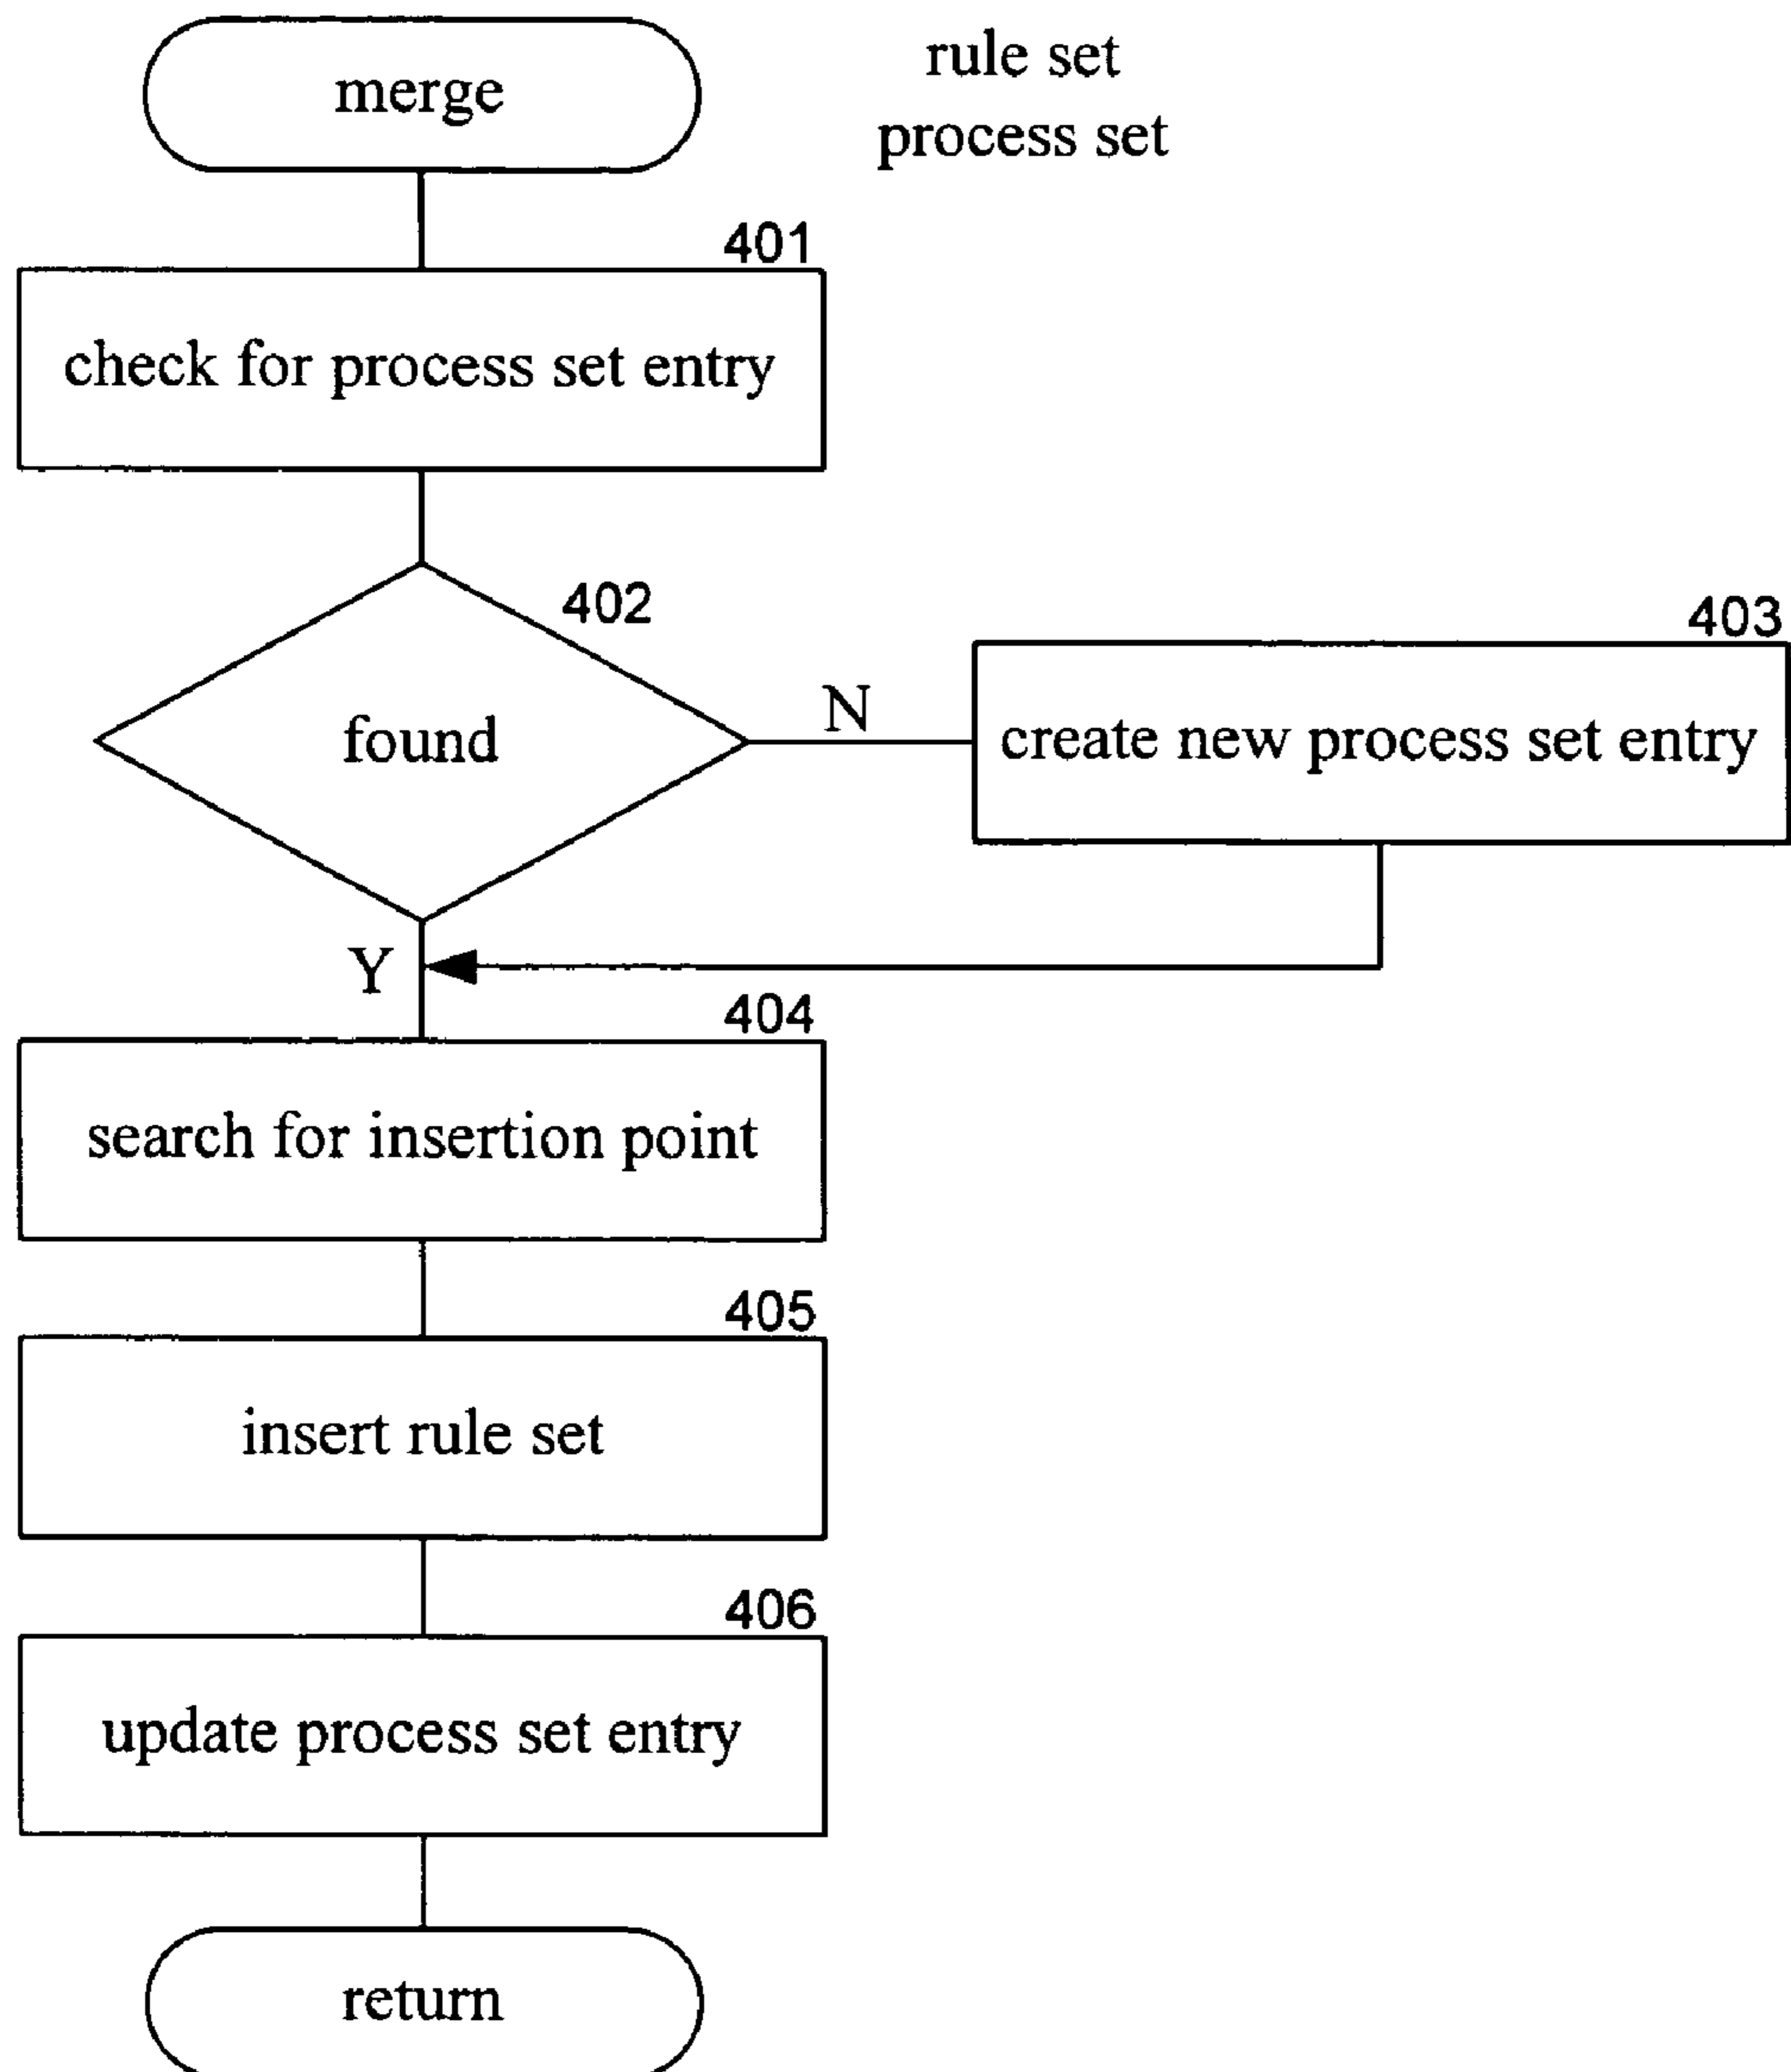 merge
rule set
process set
401
check for process set entry
402
found
N
403
create new process set entry
Y
404
search for insertion point
405
insert rule set
406
update process set entry
return